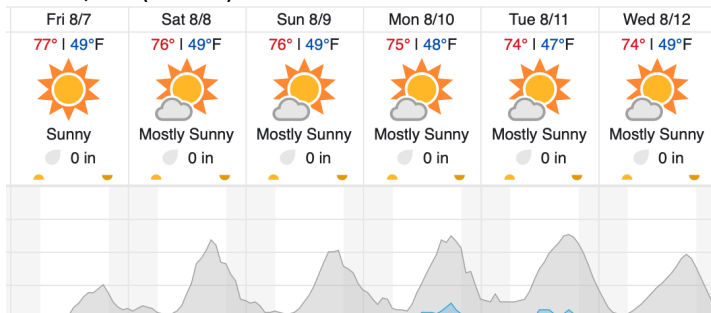 Fri 8/7 Sat 8/8 Sun 8/9 Mon 8/10 Tue 8/11 Wed 8/12
77° | 49°F 76° | 49°F 76° | 49°F 75° | 48°F 74° | 47°F 74° | 49°F
Sunny Mostly Sunny Mostly Sunny Mostly Sunny Mostly Sunny Mostly Sunny
0 in 0 in 0 in 0 in 0 in 0 in